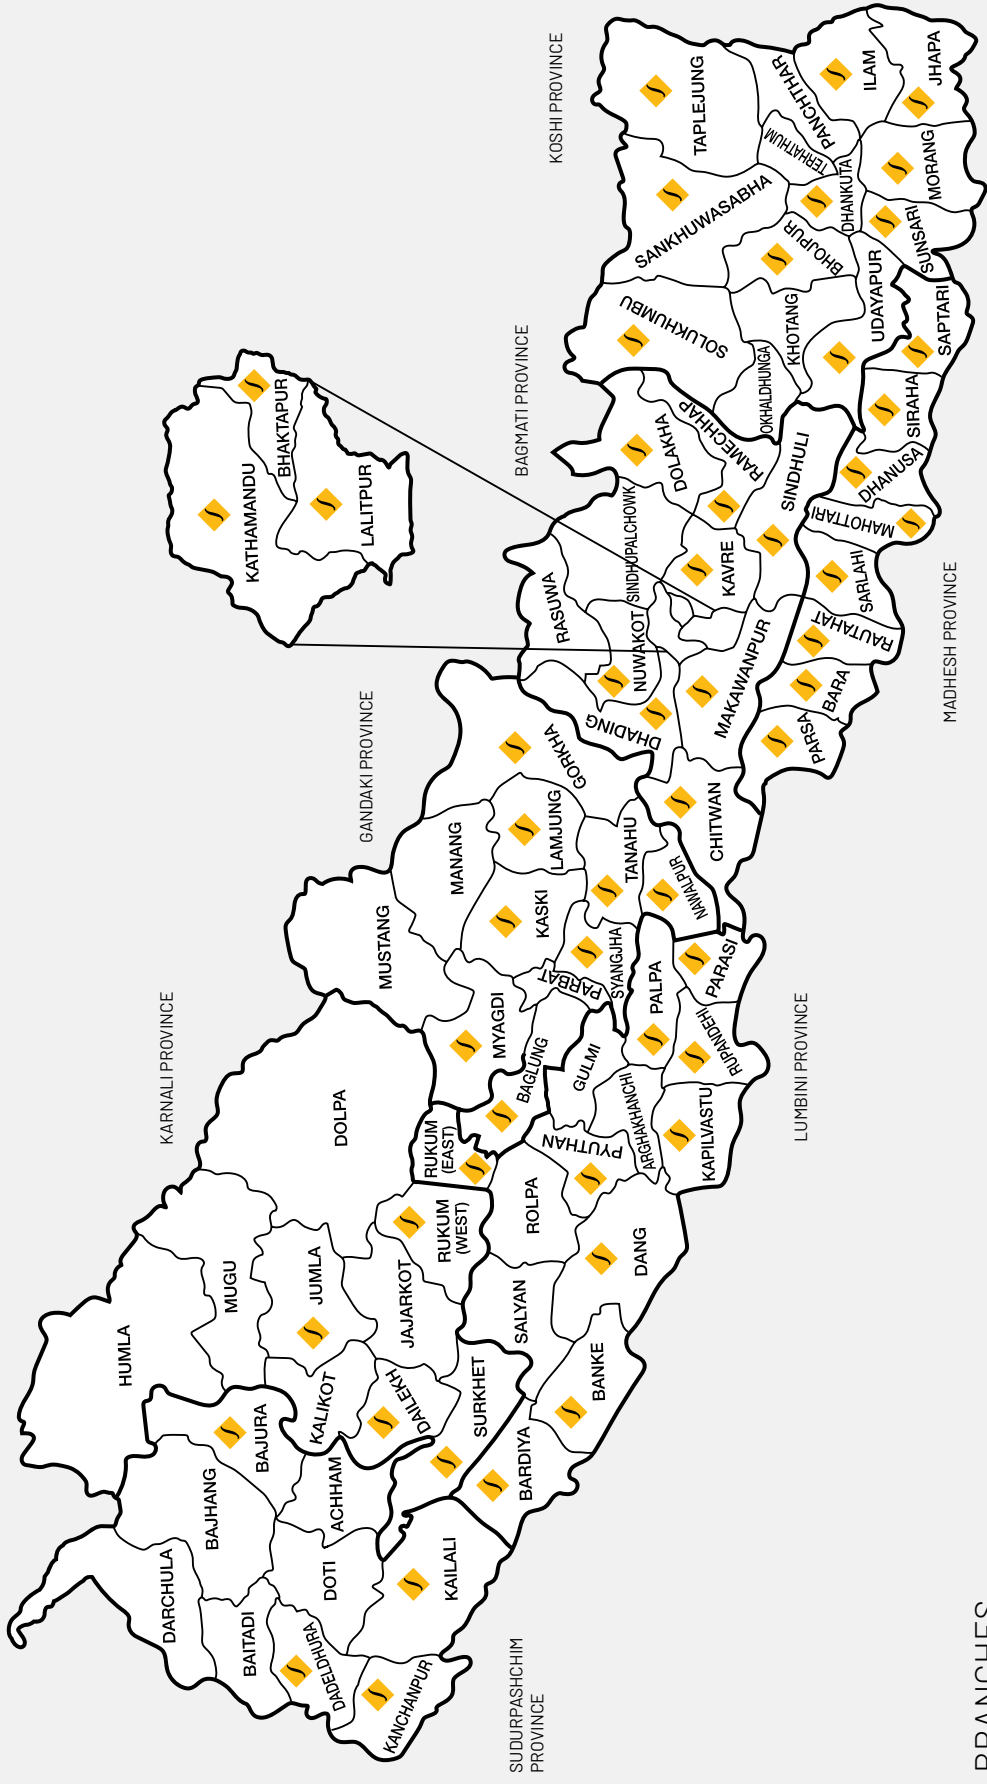 BRANCHES
SUDURPASHCHIM
PROVINCE
KARNALI PROVINCE
GANDAKI PROVINCE
BAGMATI PROVINCE
KOSHI PROVINCE
LUMBINI PROVINCE
MADHESH PROVINCE
DARCHULA
BAJHANG
BAITADI
BAJURA
DADELDHURA
DOTI
ACHHAM
KANCHANPUR
KAILALI
HUMLA
MUGU
DOLPA
JUMLA
KALIKOT
JAJARKOT
DAILEKH
RUKUM
(WEST)
SURKHET
SALYAN
RUKUM
(EAST)
ROLPA
PYUTHAN
GULMI
ARGHAKHANCHI
PALPA
BARDIYA
BANKE
DANG
KAPILVASTU
RUPANDEHI
PARASI
MUSTANG
MANANG
MYAGDI
KASKI
LAMJUNG
GORKHA
BAGLUNG
PARBAT
SYANGJHA
TANAHU
NAWALPUR
KATHAMANDU
BHAKTAPUR
LALITPUR
RASUWA
NUWAKOT
SINDHUPALCHOWK
DHADING
DOLAKHA
RAMECHHAP
KAVRE
SINDHULI
MAKAWANPUR
CHITWAN
PARSA
BARA
RAUTAHAT
SARLAHI
MAHOTTARI
DHANUSA
SIRAHA
SAPTARI
SOLUKHUMBU
SANKHUWASABHA
TAPLEJUNG
OKHALDHUNGA
KHOTANG
BHOJPUR
TERHATHUM
PANCHTHAR
DHANKUTA
ILAM
UDAYAPUR
SUNSARI
MORANG
JHAPA